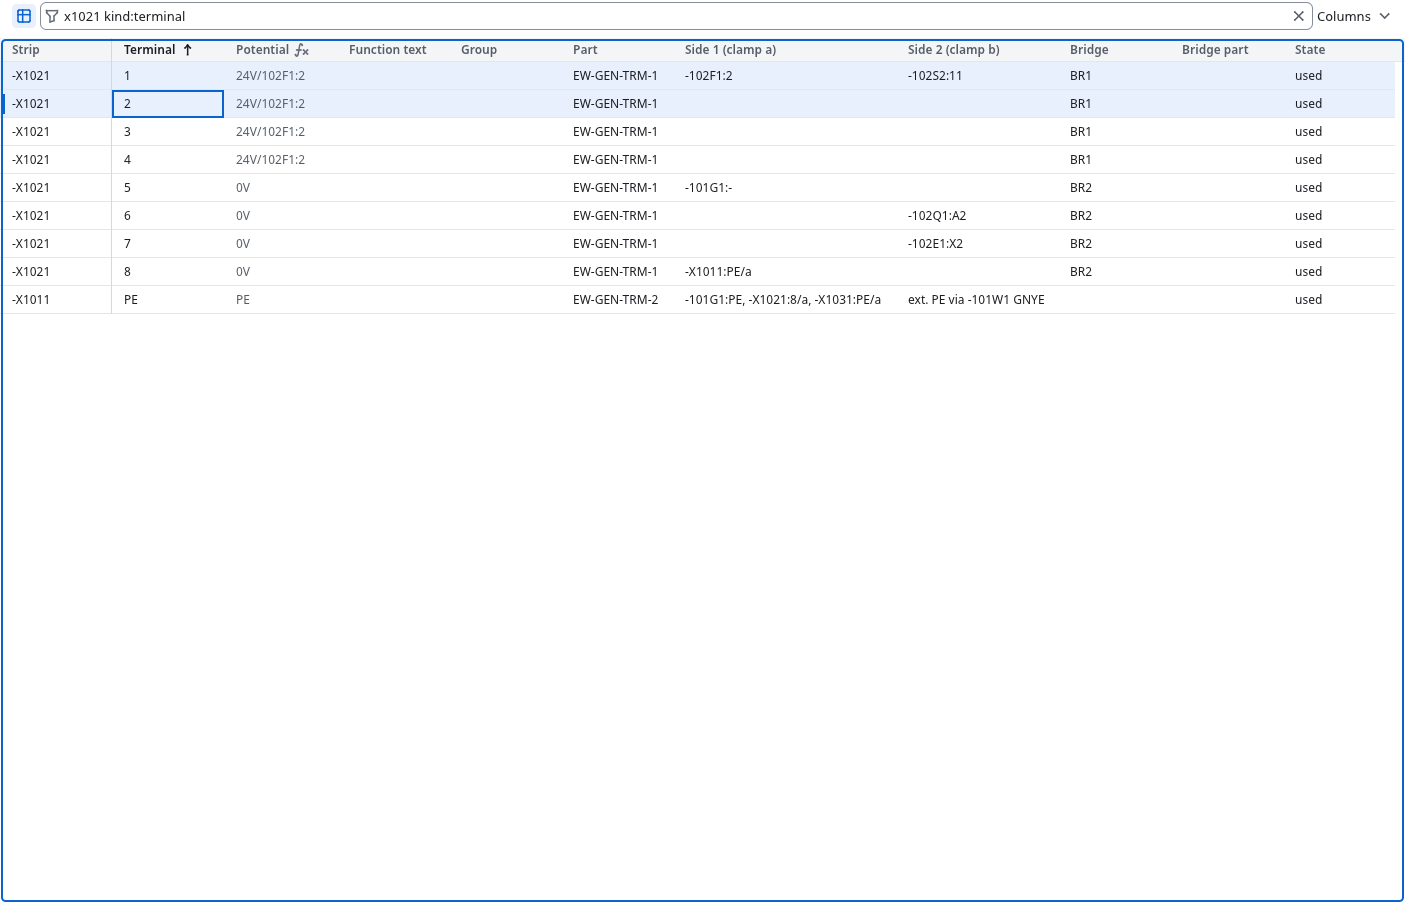 x1021 kind:terminal Columns
Strip Terminal ↑ Potential fx Function text Group Part Side 1 (clamp a) Side 2 (clamp b) Bridge Bridge part State
-X1021 1 24V/102F1:2 EW-GEN-TRM-1 -102F1:2 -102S2:11 BR1 used
-X1021 2 24V/102F1:2 EW-GEN-TRM-1 BR1 used
-X1021 3 24V/102F1:2 EW-GEN-TRM-1 BR1 used
-X1021 4 24V/102F1:2 EW-GEN-TRM-1 BR1 used
-X1021 5 0V EW-GEN-TRM-1 -101G1:- BR2 used
-X1021 6 0V EW-GEN-TRM-1 -102Q1:A2 BR2 used
-X1021 7 0V EW-GEN-TRM-1 -102E1:X2 BR2 used
-X1021 8 0V EW-GEN-TRM-1 -X1011:PE/a BR2 used
-X1011 PE PE EW-GEN-TRM-2 -101G1:PE, -X1021:8/a, -X1031:PE/a ext. PE via -101W1 GNYE used